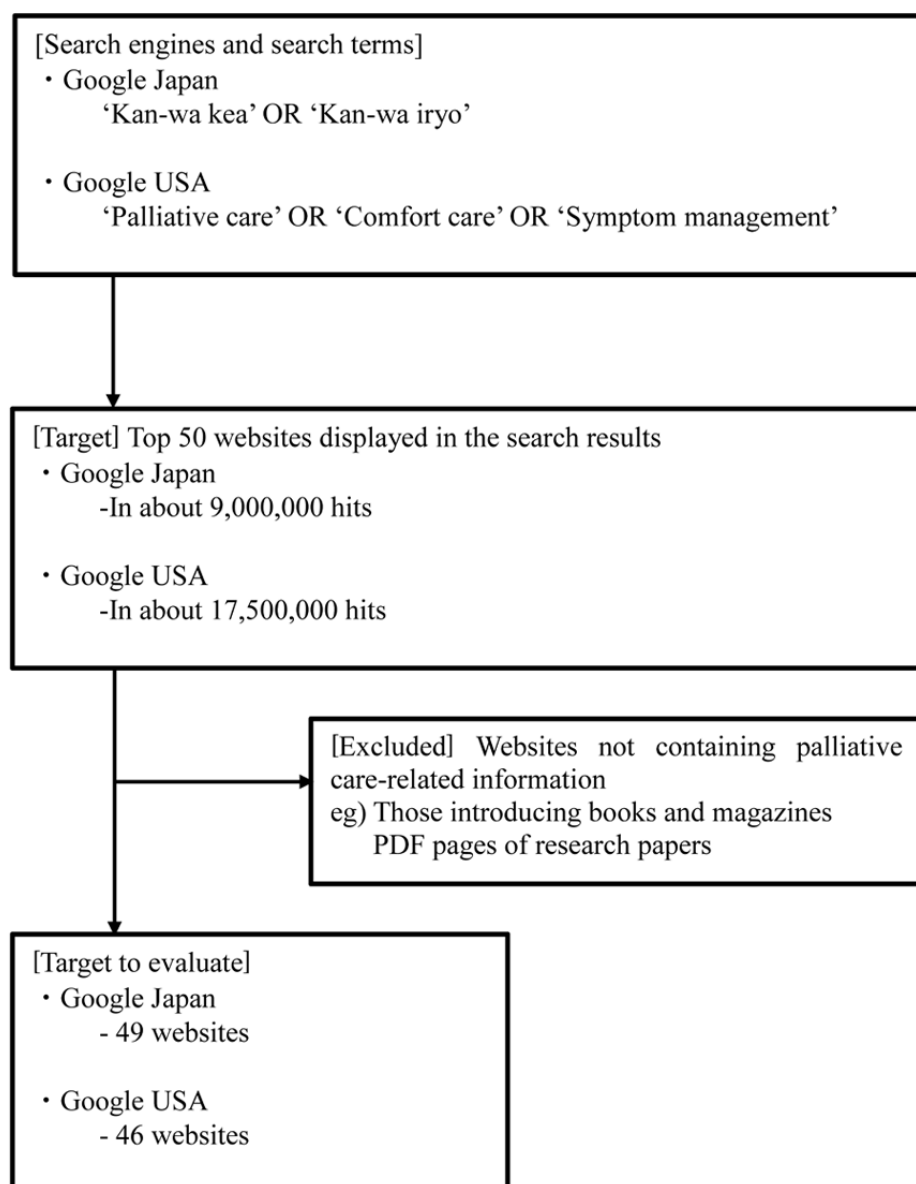 [Search engines and search terms]
・Google Japan
‘Kan-wa kea’ OR ‘Kan-wa iryo’
・Google USA
‘Palliative care’ OR ‘Comfort care’ OR ‘Symptom management’
[Target] Top 50 websites displayed in the search results
・Google Japan
-In about 9,000,000 hits
・Google USA
-In about 17,500,000 hits
[Excluded] Websites not containing palliative
care-related information
eg) Those introducing books and magazines
PDF pages of research papers
[Target to evaluate]
・Google Japan
- 49 websites
・Google USA
- 46 websites